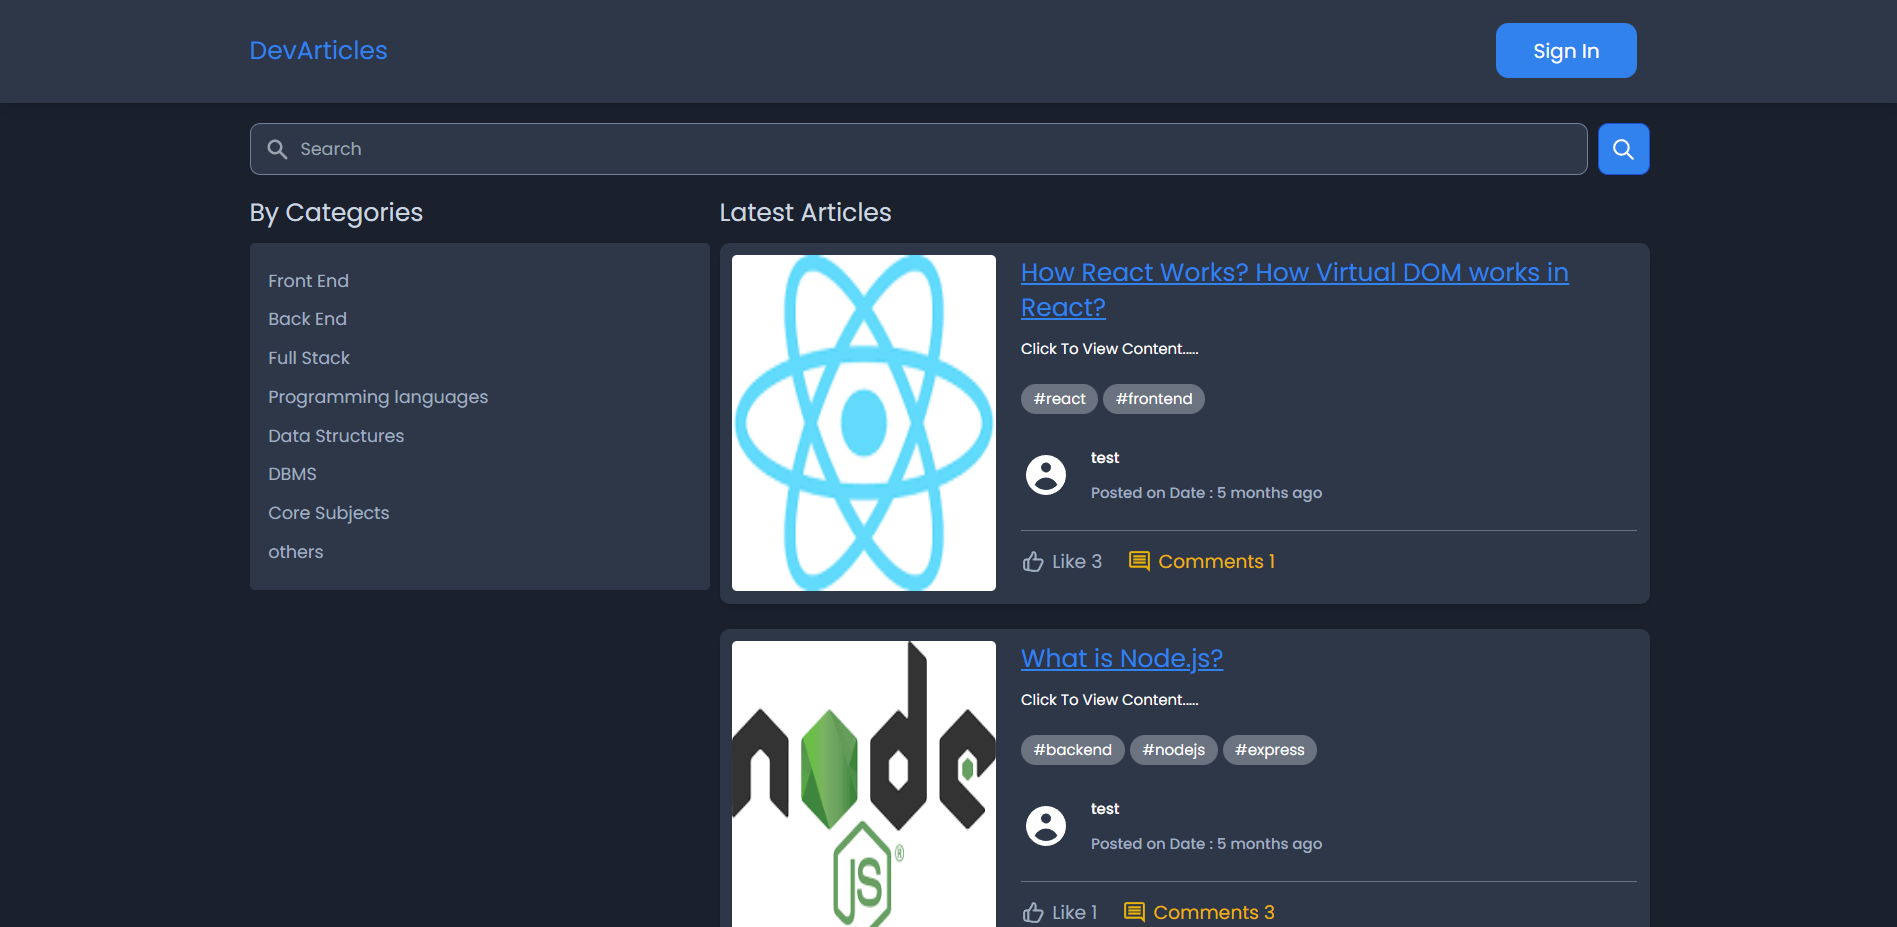 DevArticles
Sign In
Search
By Categories
Front End
Back End
Full Stack
Programming languages
Data Structures
DBMS
Core Subjects
others
Latest Articles
How React Works? How Virtual DOM works in
React?
Click To View Content.....
#react #frontend
test
Posted on Date : 5 months ago
Like 3 Comments 1
node
JS ®
What is Node.js?
Click To View Content.....
#backend #nodejs #express
test
Posted on Date : 5 months ago
Like 1 Comments 3